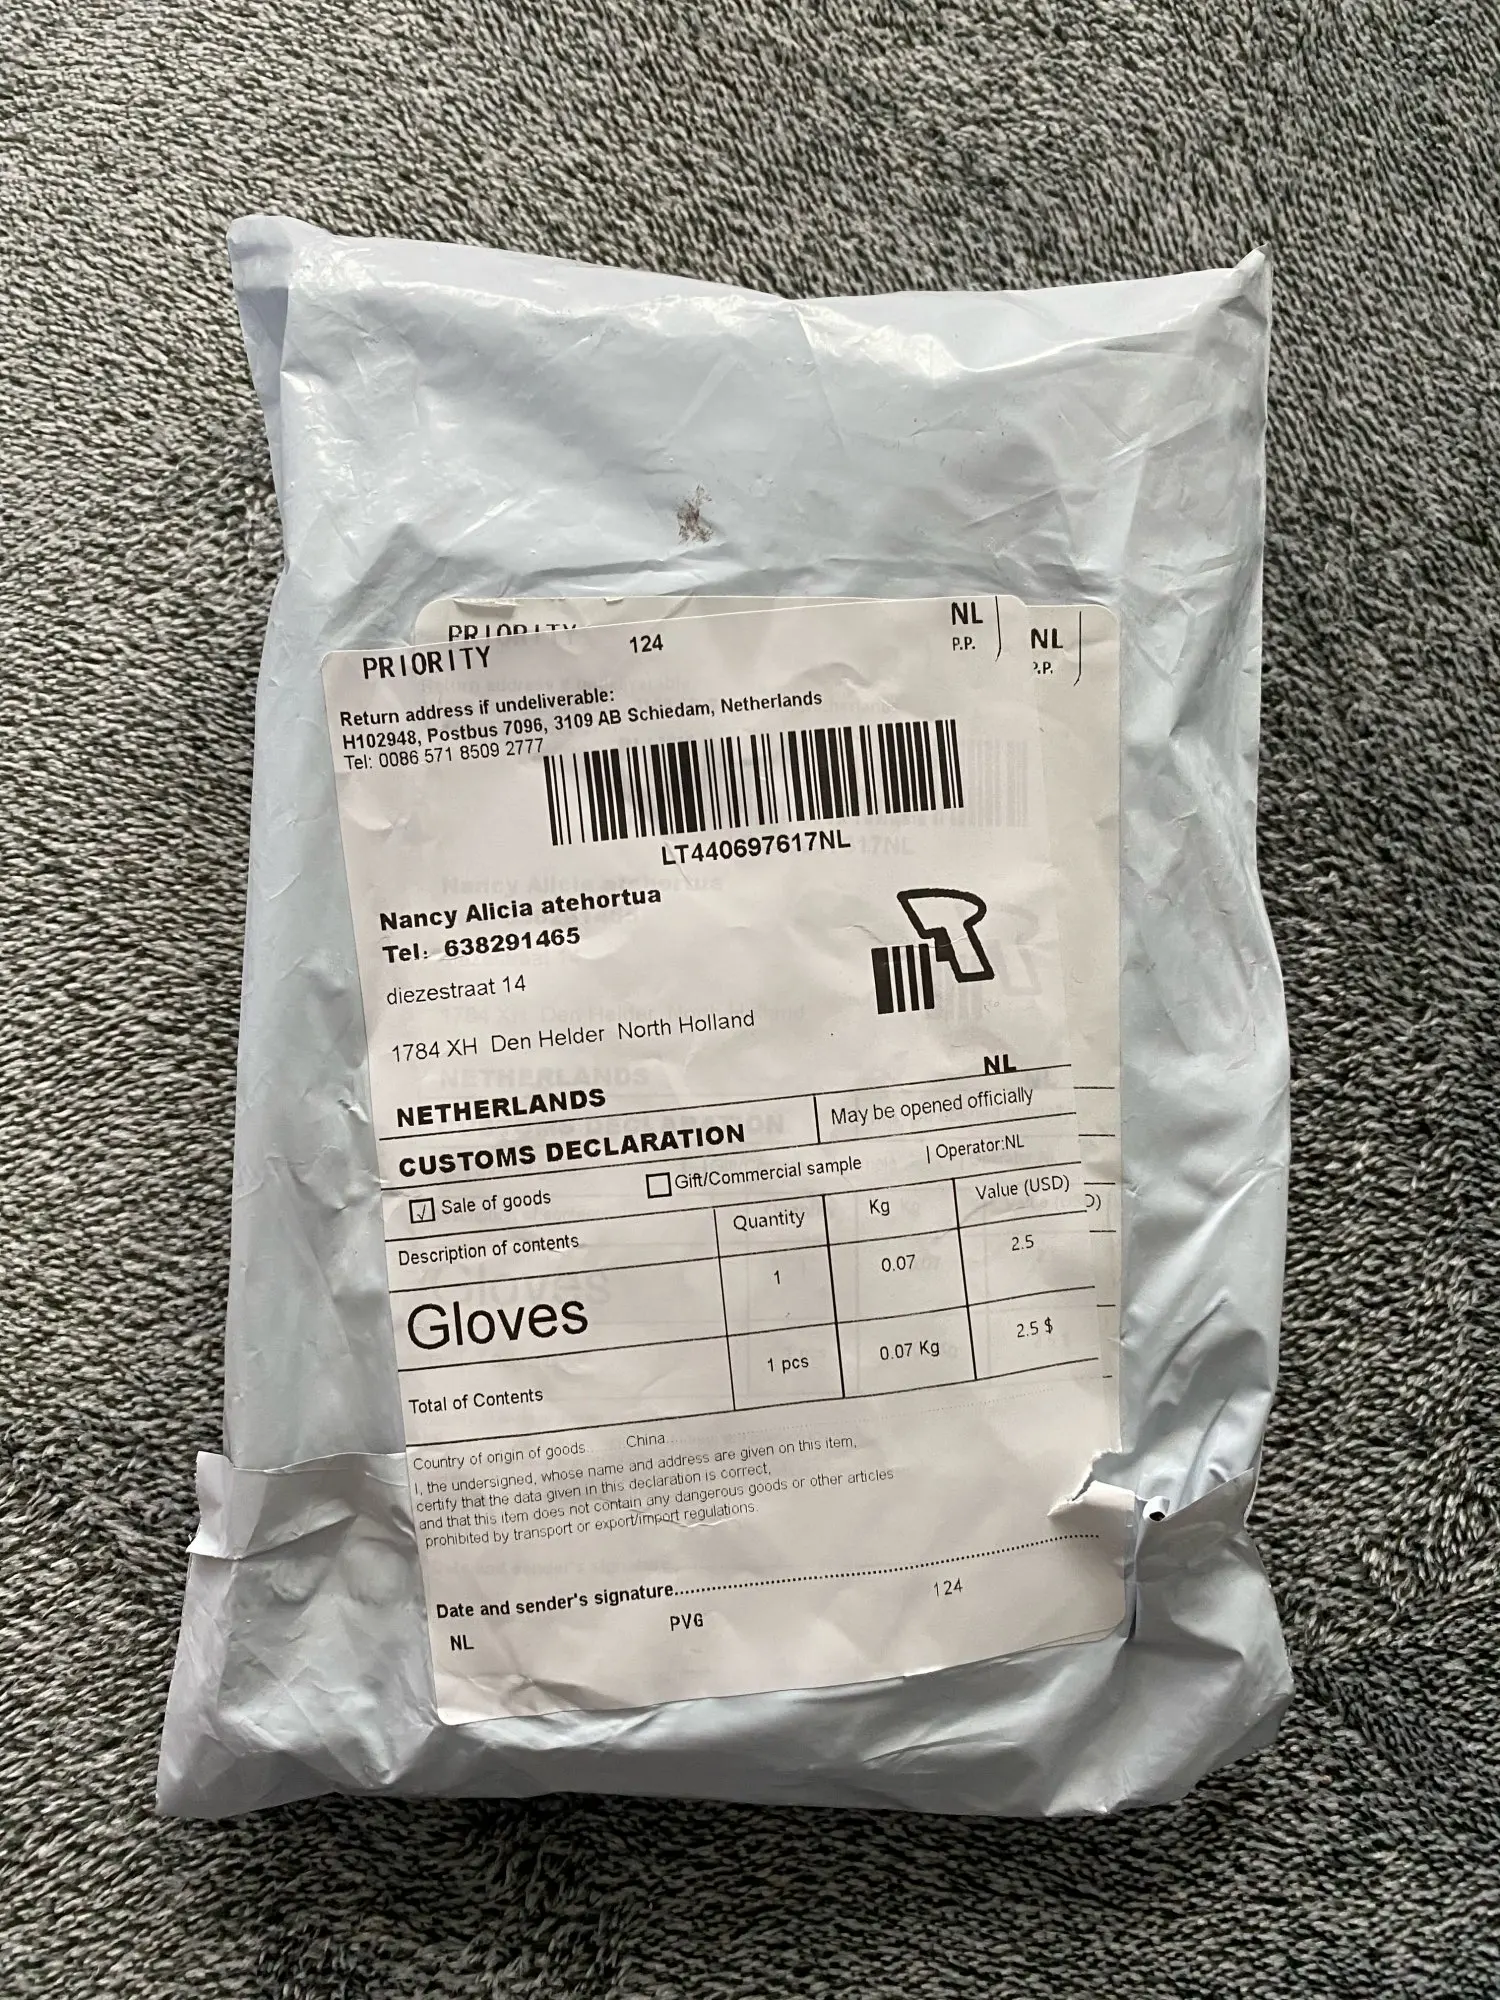 PRIORITY
PRIORITY 124 NL NL
P.P. P.P.
Return address if undeliverable:
H102948, Postbus 7096, 3109 AB Schiedam, Netherlands
Tel: 0086 571 8509 2777
LT440697617NL
Nancy Alicia atehortua
Tel: 638291465
diezestraat 14
1784 XH Den Helder North Holland
NL
NETHERLANDS
CUSTOMS DECLARATION May be opened officially
☑ Sale of goods ☐ Gift/Commercial sample | Operator:NL
Description of contents Quantity Kg Value (USD)
Gloves 1 0.07 2.5
Total of Contents 1 pcs 0.07 Kg 2.5 $
Country of origin of goods China
I, the undersigned, whose name and address are given on this item,
certify that the data given in this declaration is correct,
and that this item does not contain any dangerous goods or other articles
prohibited by transport or export/import regulations.
Date and sender's signature
NL PVG 124